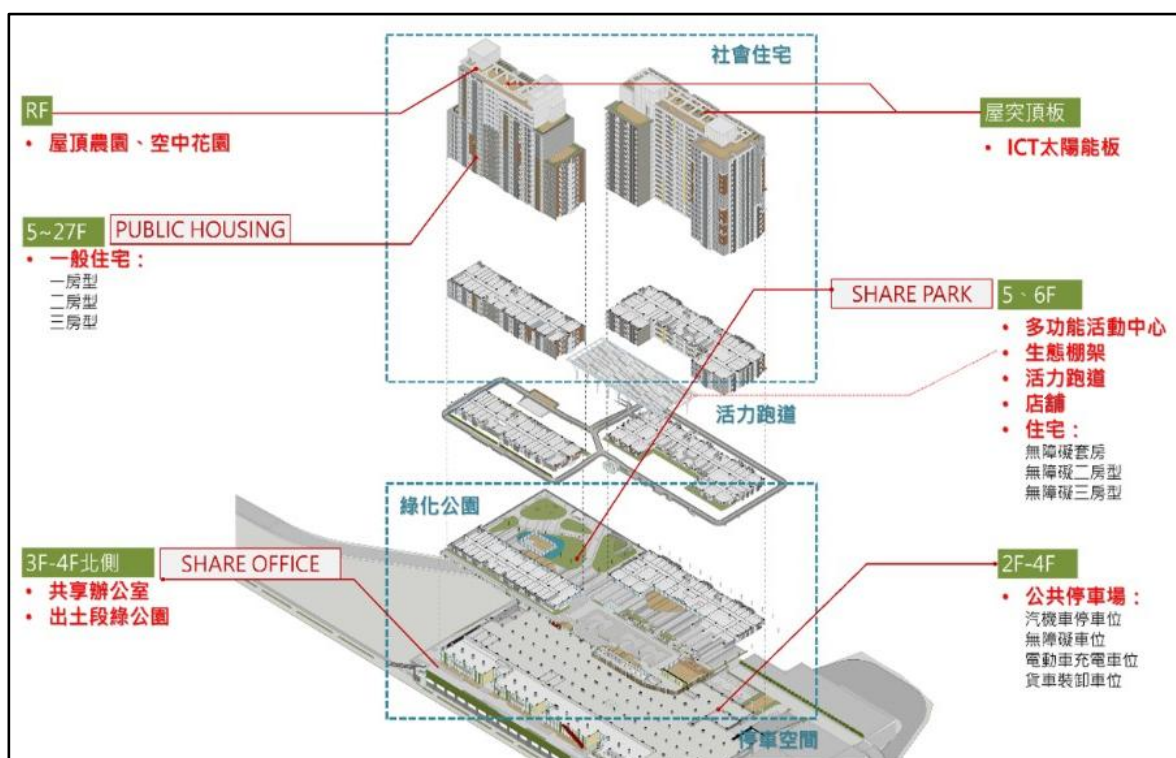 社會住宅
RF
• 屋頂農園、空中花園
屋突頂板
• ICT太陽能板
5~27F
PUBLIC HOUSING
• 一般住宅：
一房型
二房型
三房型
SHARE PARK
5、6F
• 多功能活動中心
• 生態棚架
• 活力跑道
• 店舖
• 住宅：
無障礙套房
無障礙二房型
無障礙三房型
活力跑道
綠化公園
3F-4F北側
SHARE OFFICE
• 共享辦公室
• 出土段綠公園
2F-4F
• 公共停車場：
汽機車停車位
無障礙車位
電動車充電車位
貨車裝卸車位
停車空間